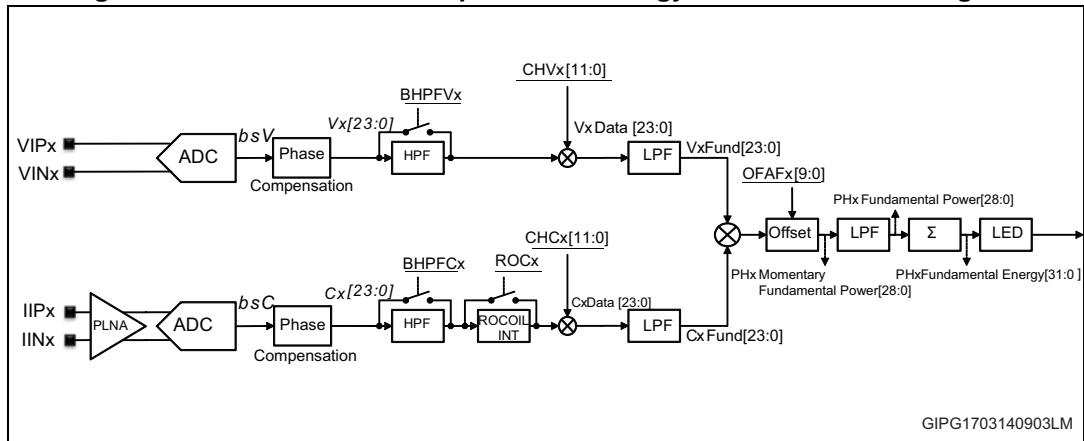 CHVx[11:0]
BHPFVx
VIPx
VINx
ADC
bsV
Phase
Compensation
Vx[23:0]
HPF
Vx Data [23:0]
LPF
VxFund[23:0]
OFAFx[9:0]
PHx Fundamental Power[28:0]
Offset
LPF
Σ
LED
PHx Momentary
Fundamental Power[28:0]
PHxFundamental Energy[31:0]
CHCx[11:0]
BHPFCx
ROCx
IIPx
IINx
PLNA
ADC
bsC
Phase
Compensation
Cx[23:0]
HPF
ROCOIL
INT
CxData [23:0]
LPF
Cx Fund[23:0]
GIPG1703140903LM